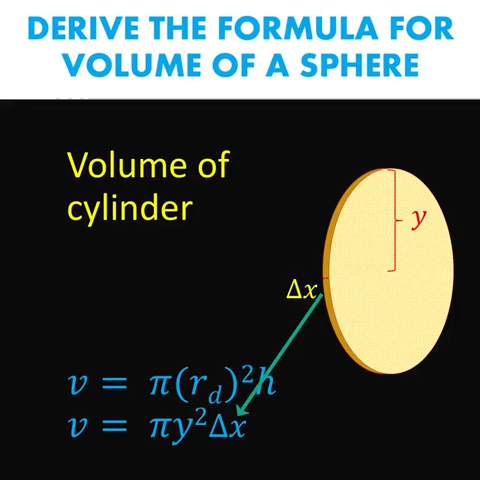 DERIVE THE FORMULA FOR
VOLUME OF A SPHERE
Volume of
cylinder
y
Δx
v = π(r_d)²h
v = πy²Δx